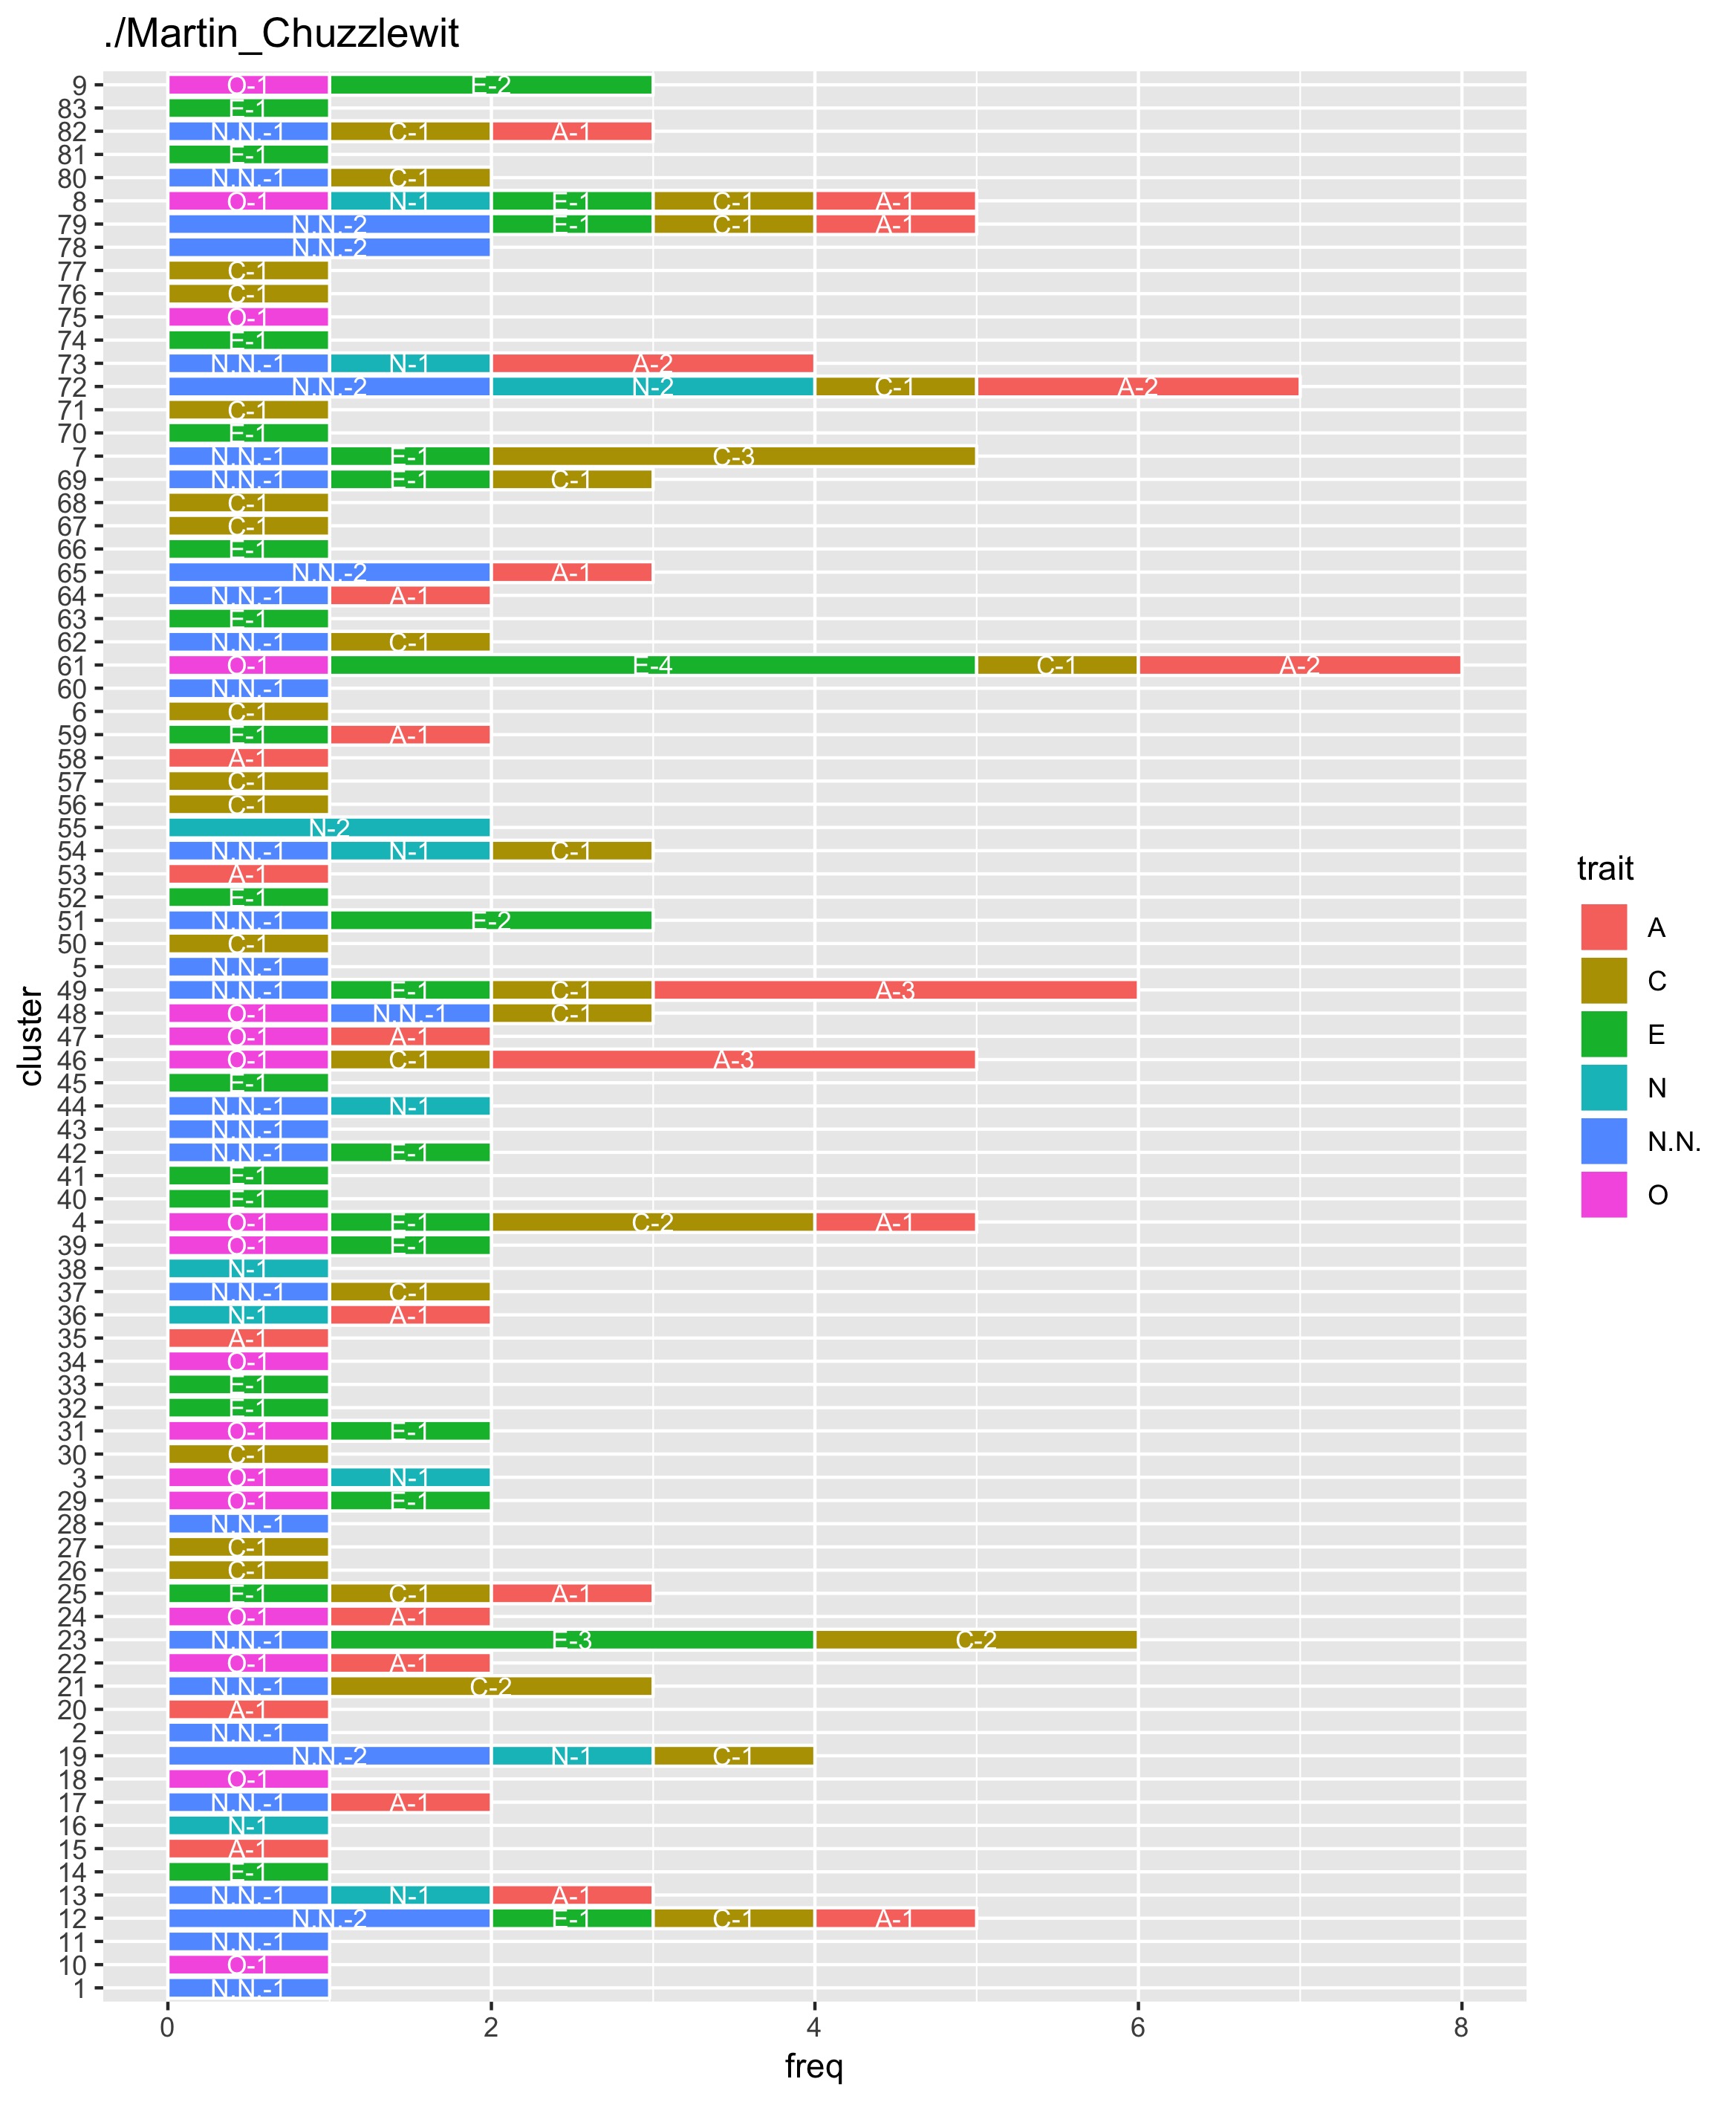 ./Martin_Chuzzlewit
9 O-1 E-2
83 E-1
82 N.N.-1 C-1 A-1
81 E-1
80 N.N.-1 C-1
8 O-1 N-1 E-1 C-1 A-1
79 N.N.-2 E-1 C-1 A-1
78 N.N.-2
77 C-1
76 C-1
75 O-1
74 E-1
73 N.N.-1 N-1 A-2
72 N.N.-2 N-2 C-1 A-2
71 C-1
70 E-1
7 N.N.-1 E-1 C-3
69 N.N.-1 E-1 C-1
68 C-1
67 C-1
66 E-1
65 N.N.-2 A-1
64 N.N.-1 A-1
63 E-1
62 N.N.-1 C-1
61 O-1 E-4 C-1 A-2
60 N.N.-1
6 C-1
59 E-1 A-1
58 A-1
57 C-1
56 C-1
55 N-2
54 N.N.-1 N-1 C-1
53 A-1
52 E-1
51 N.N.-1 E-2
50 C-1
5 N.N.-1
49 N.N.-1 E-1 C-1 A-3
48 O-1 N.N.-1 C-1
47 O-1 A-1
46 O-1 C-1 A-3
45 E-1
44 N.N.-1 N-1
43 N.N.-1
42 N.N.-1 E-1
41 E-1
40 E-1
4 O-1 E-1 C-2 A-1
39 O-1 E-1
38 N-1
37 N.N.-1 C-1
36 N-1 A-1
35 A-1
34 O-1
33 E-1
32 E-1
31 O-1 E-1
30 C-1
3 O-1 N-1
29 O-1 E-1
28 N.N.-1
27 C-1
26 C-1
25 E-1 C-1 A-1
24 O-1 A-1
23 N.N.-1 E-3 C-2
22 O-1 A-1
21 N.N.-1 C-2
20 A-1
2 N.N.-1
19 N.N.-2 N-1 C-1
18 O-1
17 N.N.-1 A-1
16 N-1
15 A-1
14 E-1
13 N.N.-1 N-1 A-1
12 N.N.-2 E-1 C-1 A-1
11 N.N.-1
10 O-1
1 N.N.-1
0 2 4 6 8
freq
cluster
trait
A
C
E
N
N.N.
O